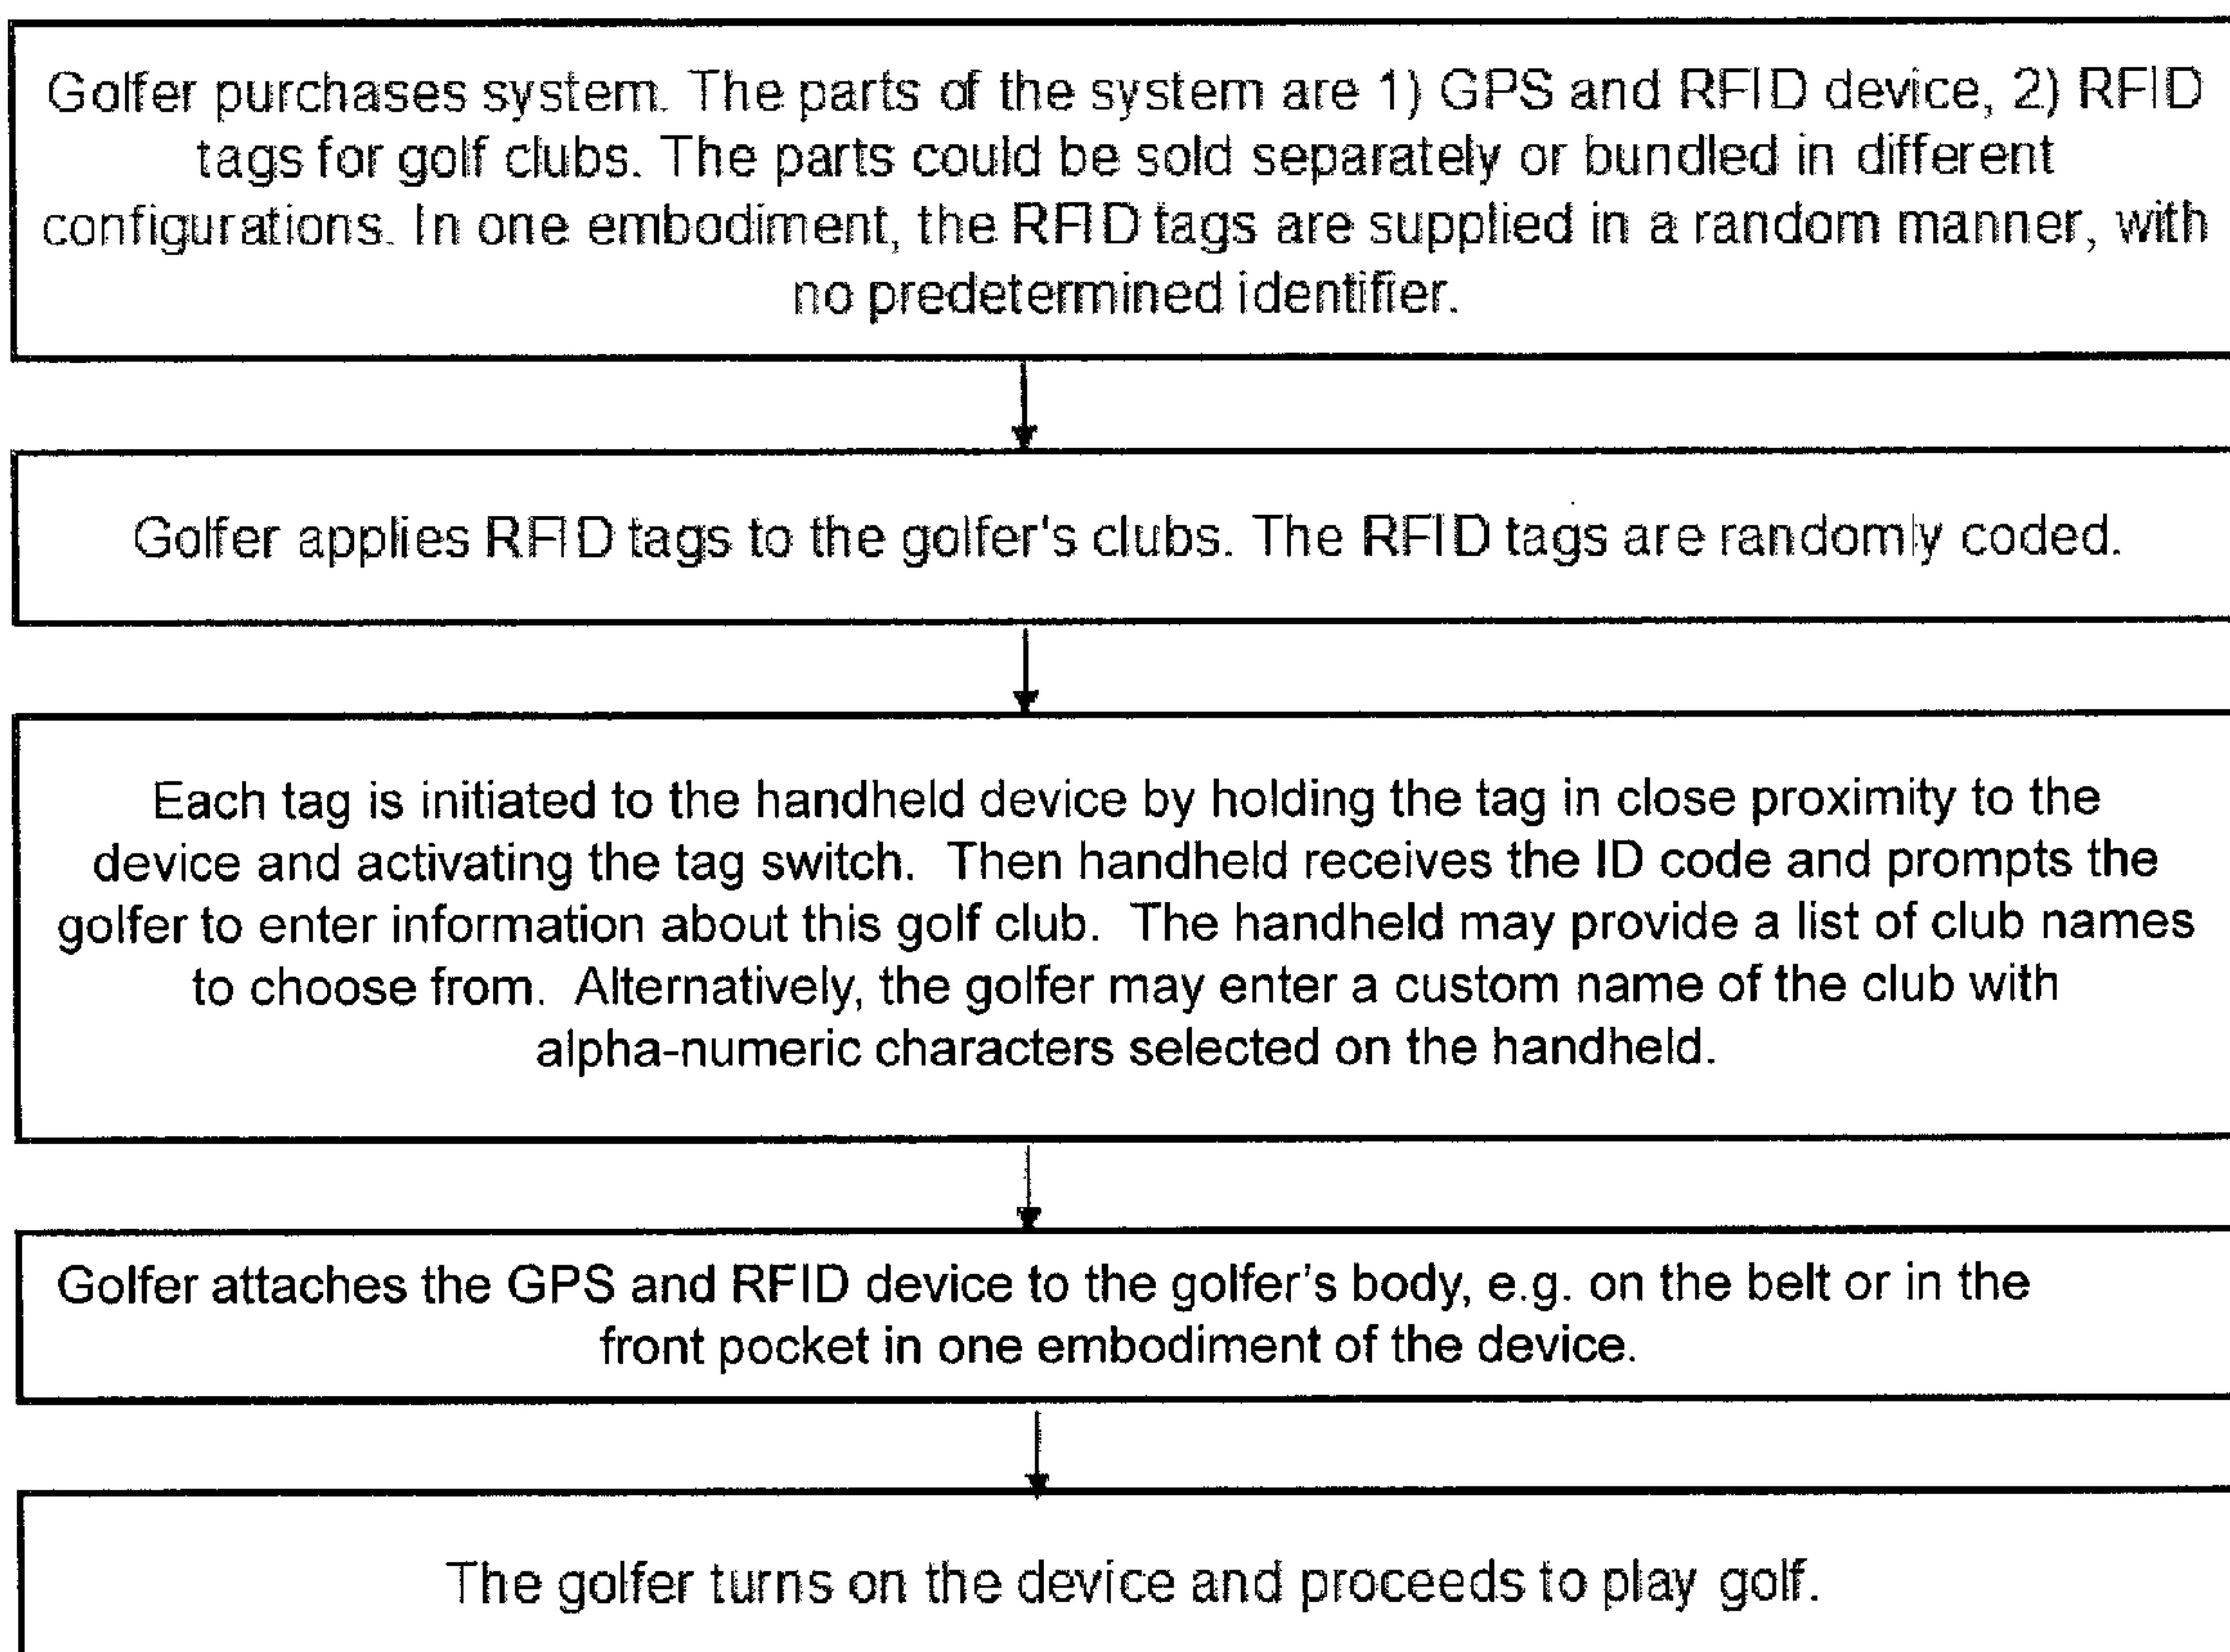 Golfer purchases system. The parts of the system are 1) GPS and RFID device, 2) RFID
tags for golf clubs. The parts could be sold separately or bundled in different
configurations. In one embodiment, the RFID tags are supplied in a random manner, with
no predetermined identifier.
Golfer applies RFID tags to the golfer's clubs. The RFID tags are randomly coded.
Each tag is initiated to the handheld device by holding the tag in close proximity to the
device and activating the tag switch. Then handheld receives the ID code and prompts the
golfer to enter information about this golf club. The handheld may provide a list of club names
to choose from. Alternatively, the golfer may enter a custom name of the club with
alpha-numeric characters selected on the handheld.
Golfer attaches the GPS and RFID device to the golfer's body, e.g. on the belt or in the
front pocket in one embodiment of the device.
The golfer turns on the device and proceeds to play golf.